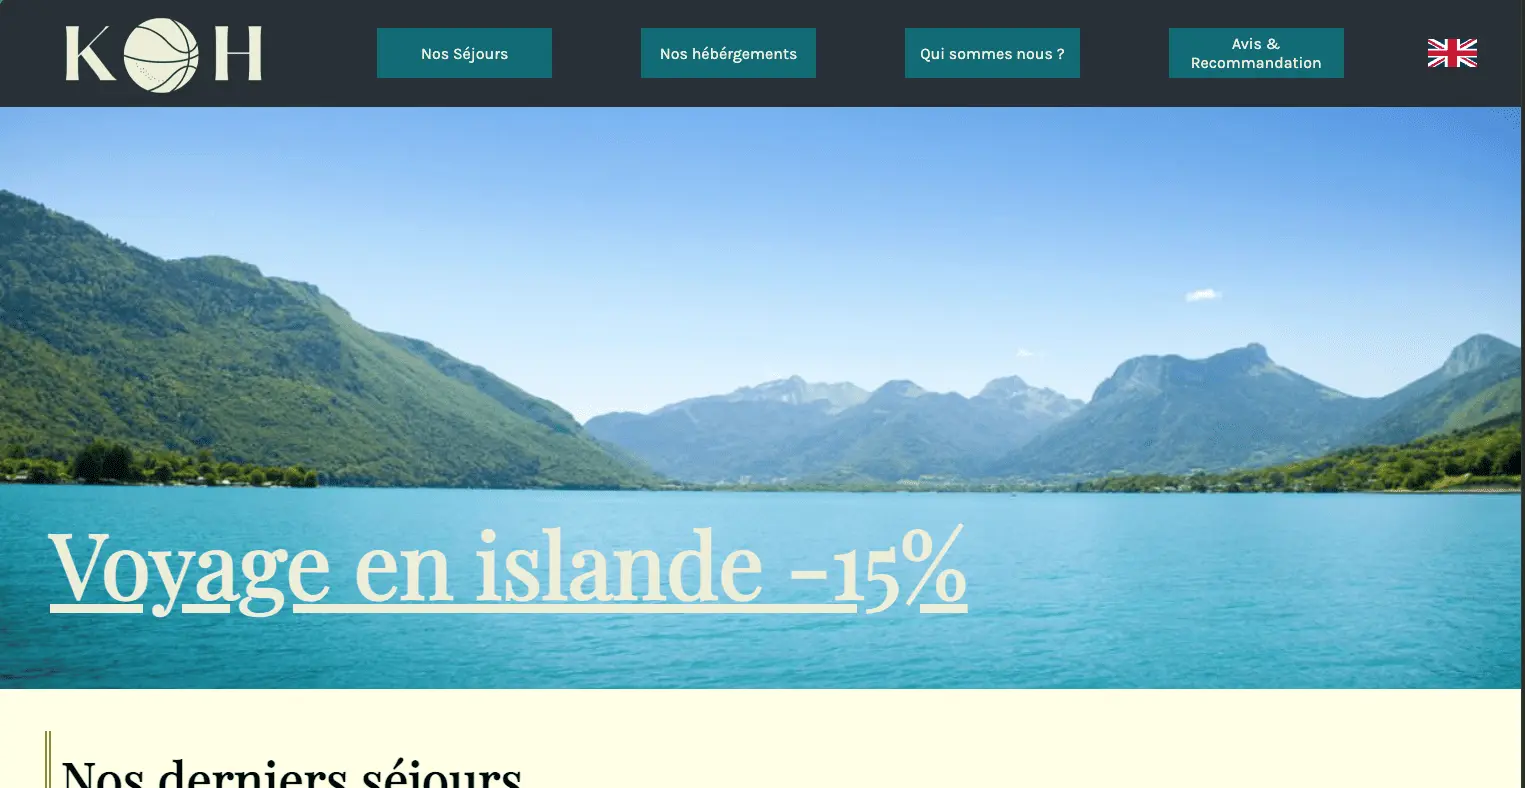 KOH
Nos Séjours
Nos hébérgements
Qui sommes nous ?
Avis &
Recommandation
Voyage en islande -15%
Nos derniers séjours